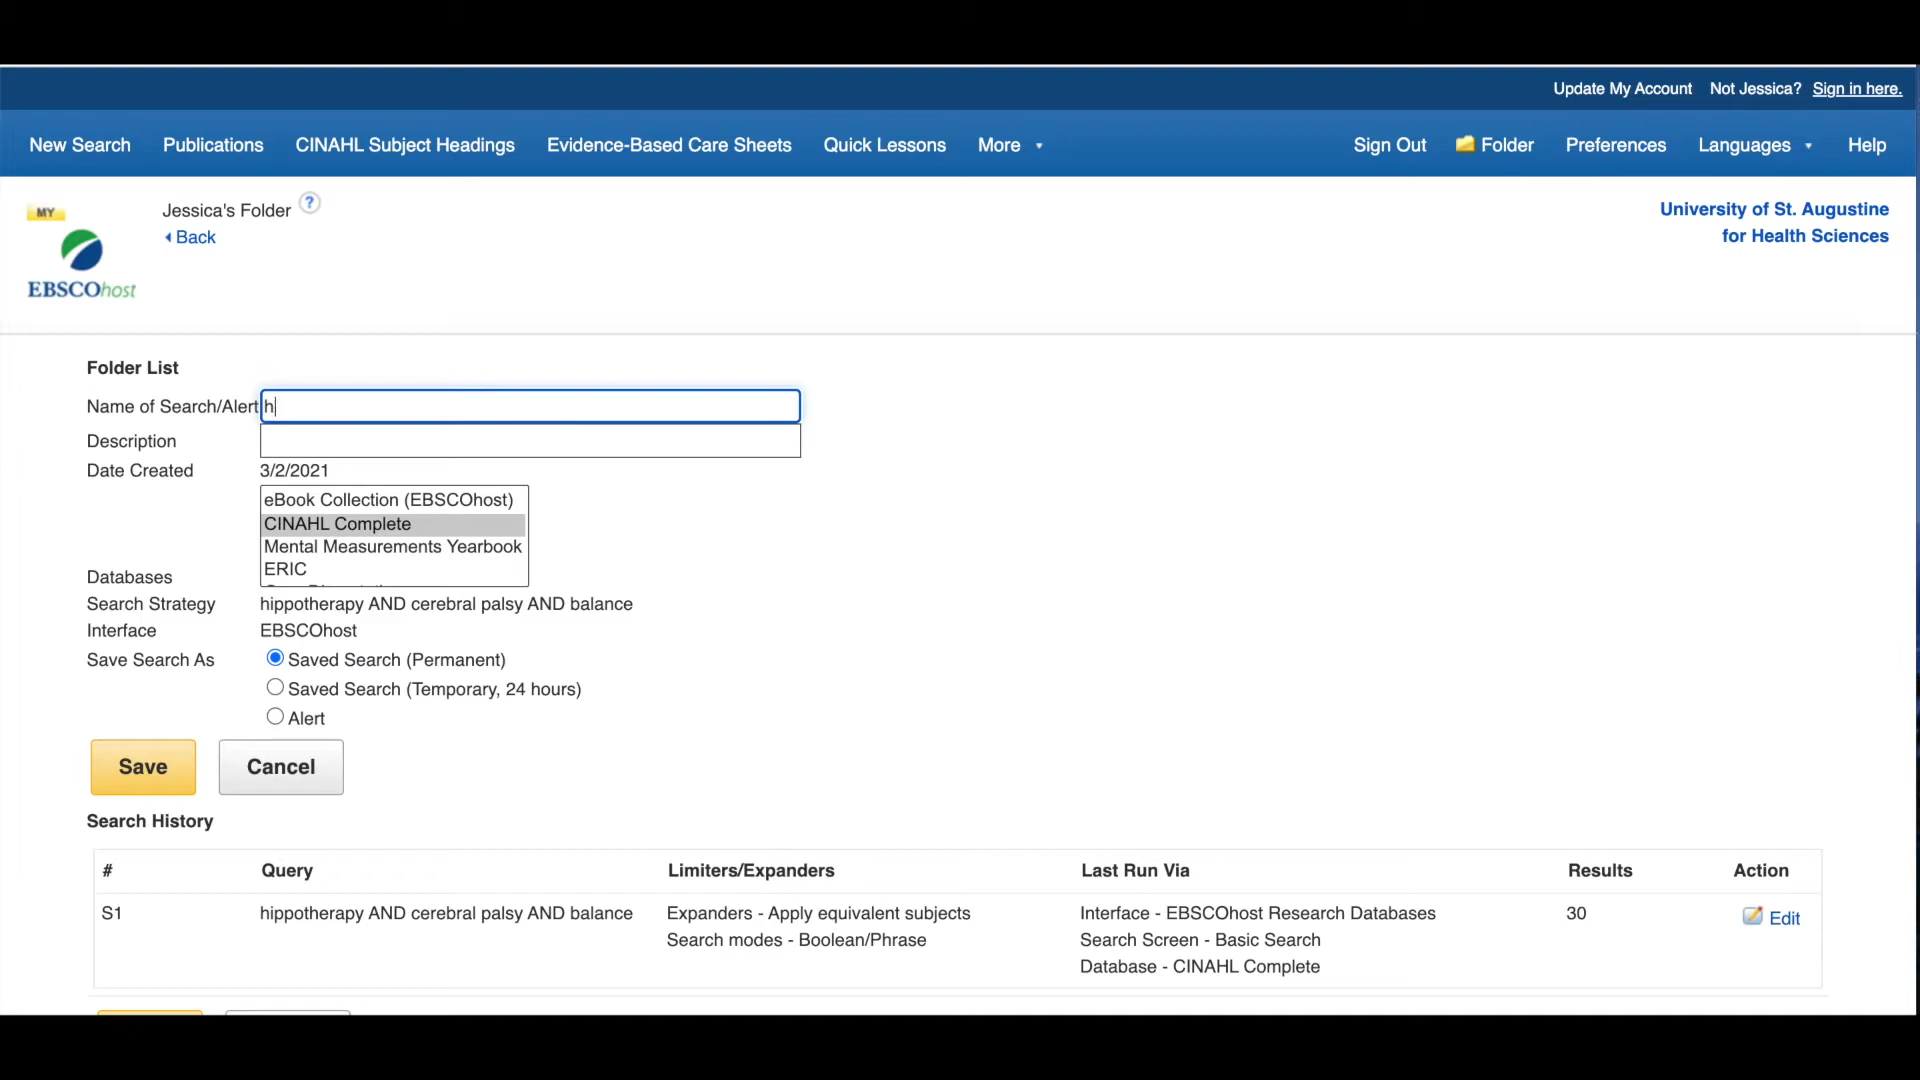 Update My Account Not Jessica? Sign in here.
New Search Publications CINAHL Subject Headings Evidence-Based Care Sheets Quick Lessons More Sign Out Folder Preferences Languages Help
MY
EBSCOhost
Jessica's Folder ?
Back
University of St. Augustine
for Health Sciences
Folder List
Name of Search/Alert h
Description
Date Created 3/2/2021
eBook Collection (EBSCOhost)
CINAHL Complete
Mental Measurements Yearbook
ERIC
Databases
Search Strategy hippotherapy AND cerebral palsy AND balance
Interface EBSCOhost
Save Search As Saved Search (Permanent)
Saved Search (Temporary, 24 hours)
Alert
Save Cancel
Search History
# Query Limiters/Expanders Last Run Via Results Action
S1 hippotherapy AND cerebral palsy AND balance Expanders - Apply equivalent subjects Interface - EBSCOhost Research Databases 30 Edit
Search modes - Boolean/Phrase Search Screen - Basic Search
Database - CINAHL Complete